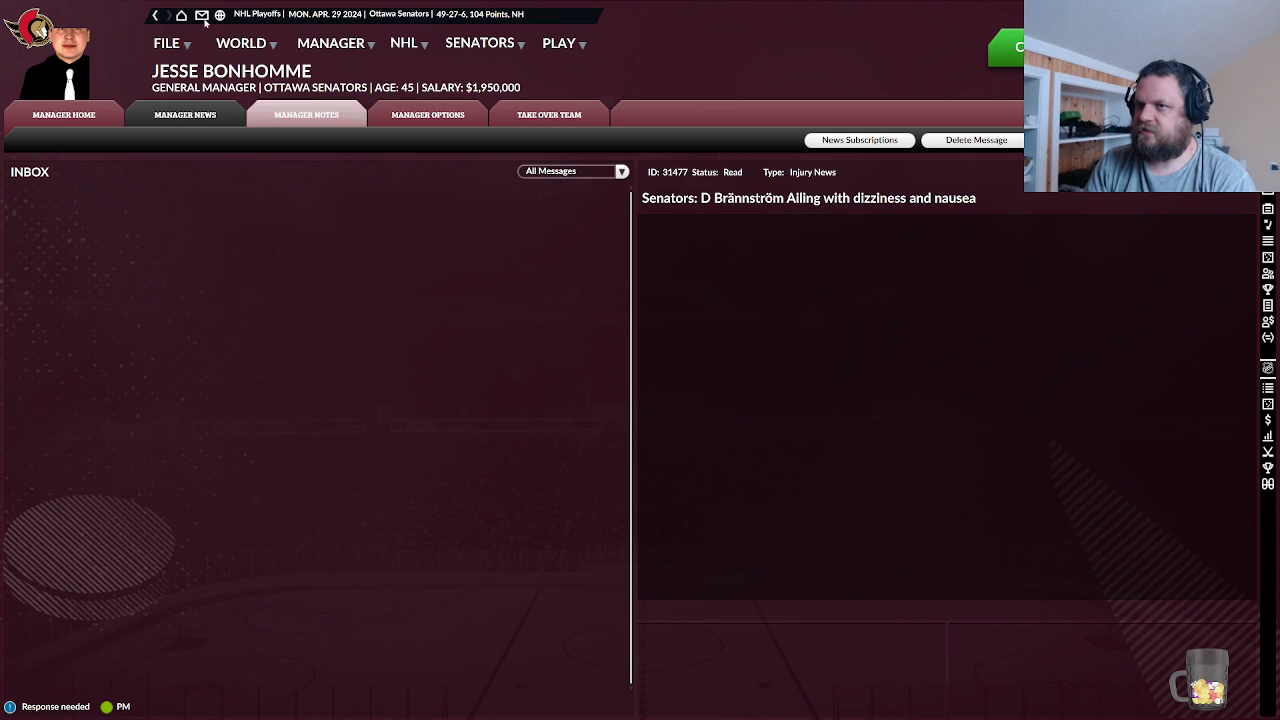 NHL Playoffs | MON. APR. 29 2024 | Ottawa Senators | 49-27-6, 104 Points, NH
FILE WORLD MANAGER NHL SENATORS PLAY
JESSE BONHOMME
GENERAL MANAGER | OTTAWA SENATORS | AGE: 45 | SALARY: $1,950,000
MANAGER HOME MANAGER NEWS MANAGER NOTES MANAGER OPTIONS TAKE OVER TEAM
News Subscriptions Delete Message
INBOX All Messages ID: 31477 Status: Read Type: Injury News
Senators: D Brännström Ailing with dizziness and nausea
Response needed PM